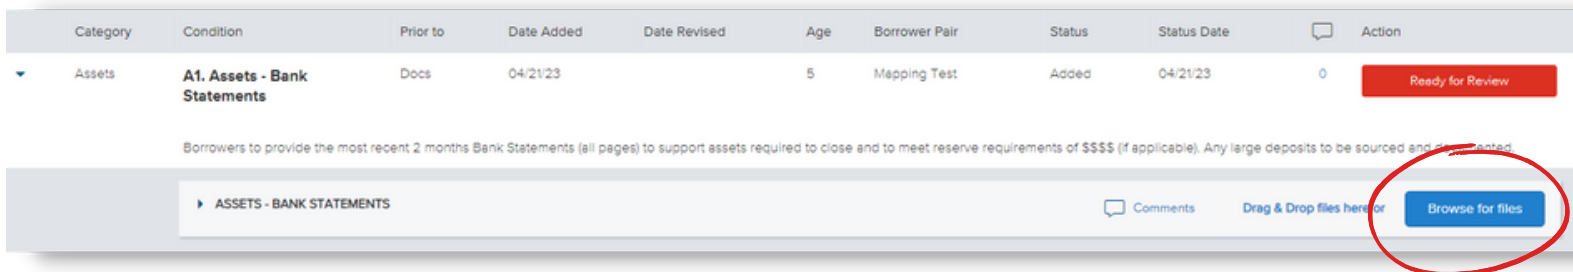 Category Condition Prior to Date Added Date Revised Age Borrower Pair Status Status Date Action
Assets A1. Assets - Bank Docs 04/21/23 5 Mapping Test Added 04/21/23 0 Ready for Review
Statements
Borrowers to provide the most recent 2 months Bank Statements (all pages) to support assets required to close and to meet reserve requirements of $$$$ (if applicable). Any large deposits to be sourced and documented.
ASSETS - BANK STATEMENTS Comments Drag & Drop files here or Browse for files